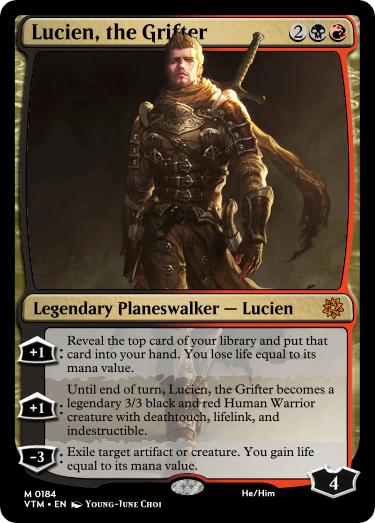 Lucien, the Grifter 2
Legendary Planeswalker — Lucien
+1: Reveal the top card of your library and put that
card into your hand. You lose life equal to its
mana value.
Until end of turn, Lucien, the Grifter becomes a
+1: legendary 3/3 black and red Human Warrior
creature with deathtouch, lifelink, and
indestructible.
-3: Exile target artifact or creature. You gain life
equal to its mana value.
4
M 0184 He/Him
VTM • EN Young-June Choi